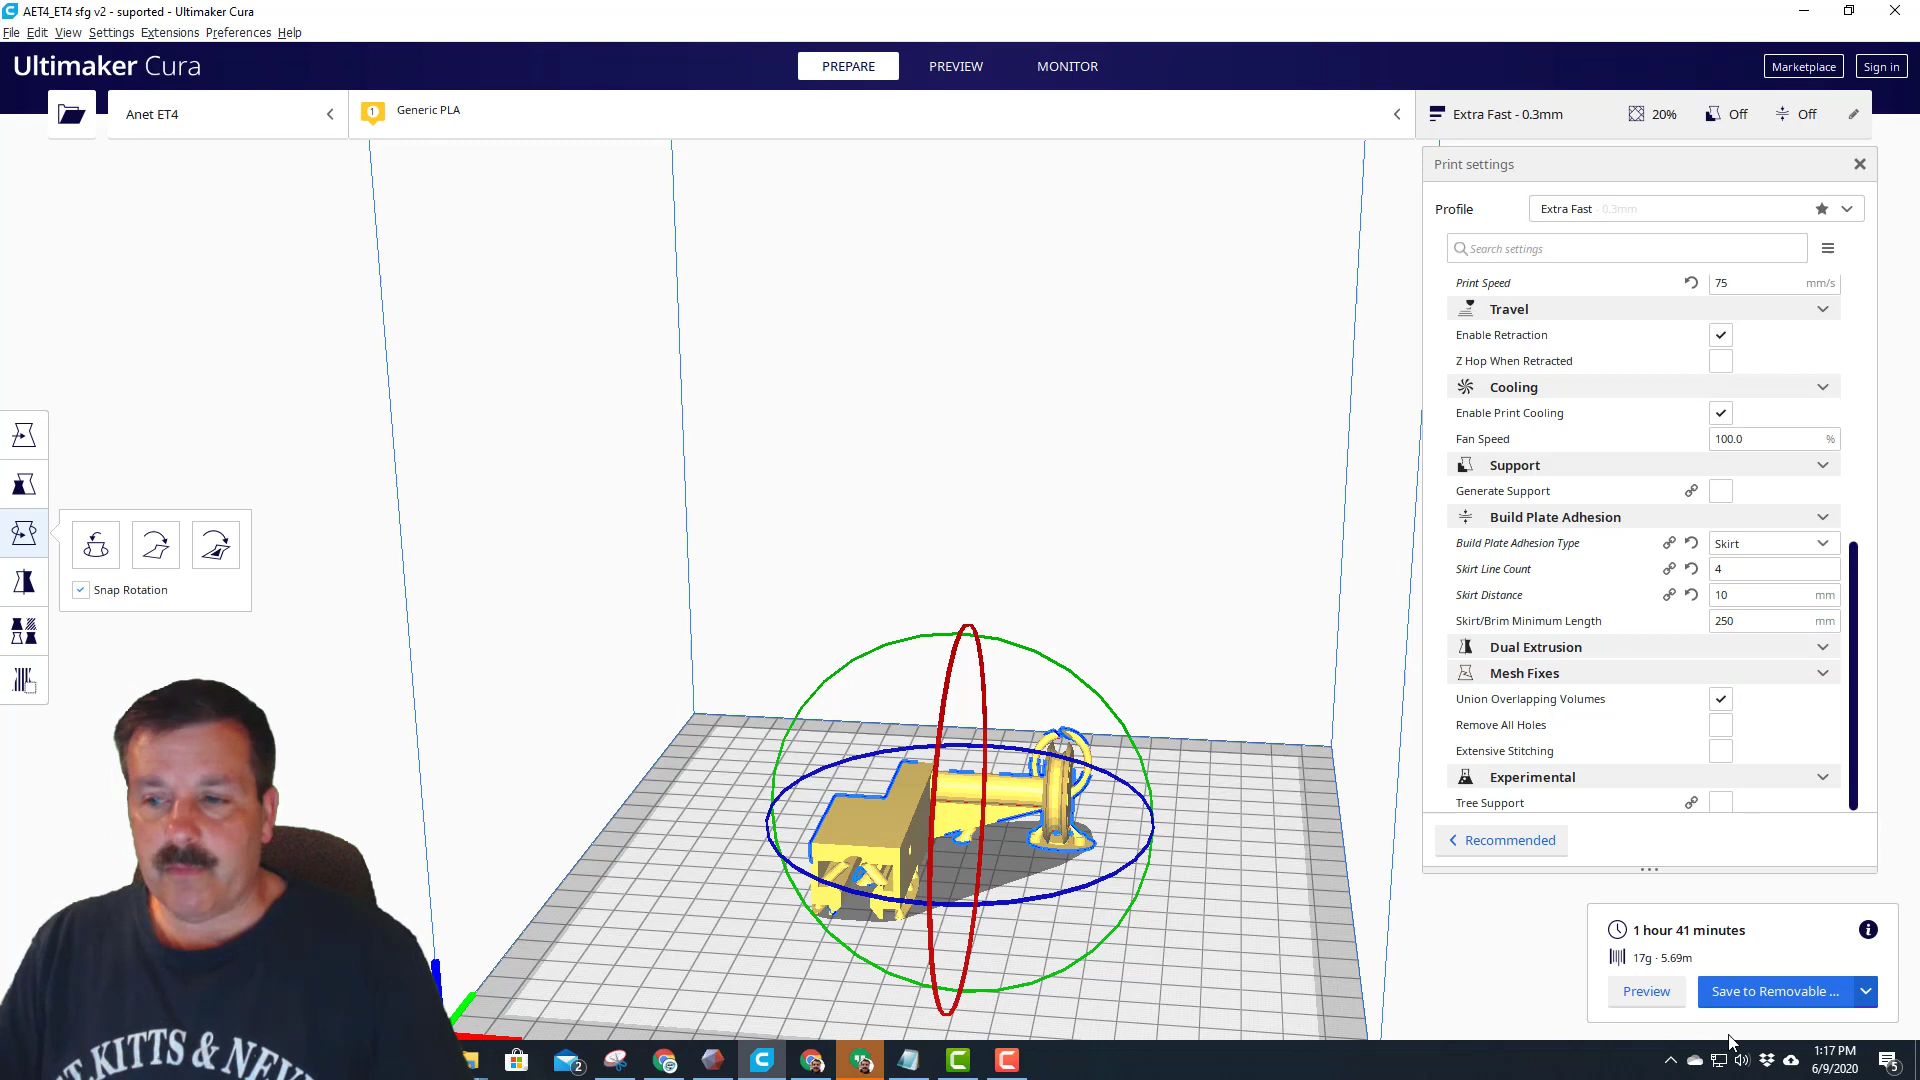 AET4_ET4 sfg v2 - suported - Ultimaker Cura
File Edit View Settings Extensions Preferences Help
Ultimaker Cura
PREPARE
PREVIEW
MONITOR
Marketplace
Sign in
Anet ET4
1
Generic PLA
Extra Fast - 0.3mm
20%
Off
Off
Print settings
Profile
Extra Fast - 0.3mm
Search settings
Print Speed 75 mm/s
Travel
Enable Retraction
Z Hop When Retracted
Cooling
Enable Print Cooling
Fan Speed 100.0 %
Support
Generate Support
Build Plate Adhesion
Build Plate Adhesion Type Skirt
Skirt Line Count 4
Skirt Distance 10 mm
Skirt/Brim Minimum Length 250 mm
Dual Extrusion
Mesh Fixes
Union Overlapping Volumes
Remove All Holes
Extensive Stitching
Experimental
Tree Support
Recommended
Snap Rotation
1 hour 41 minutes
17g · 5.69m
Preview
Save to Removable ...
KITTS & NEV
2
1:17 PM
6/9/2020
5